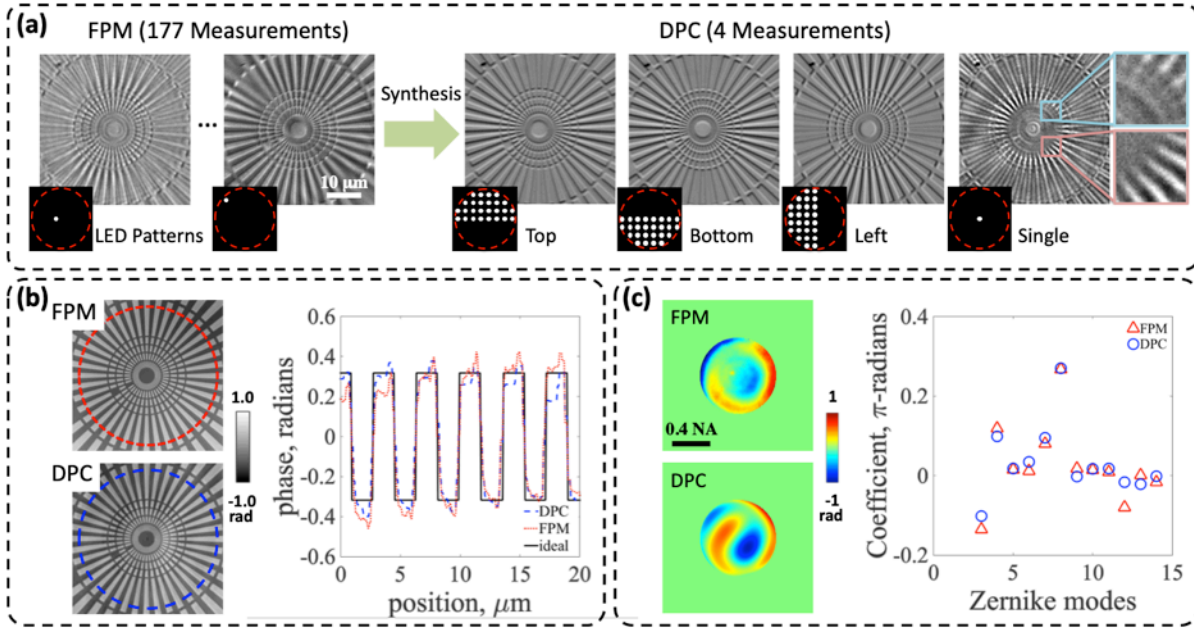 (a)
FPM (177 Measurements)
DPC (4 Measurements)
Synthesis
...
10 μm
LED Patterns
Top
Bottom
Left
Single
(b)
FPM
DPC
1.0
-1.0
rad
0.6
0.4
0.2
0
-0.2
-0.4
-0.6
phase, radians
DPC
FPM
ideal
0
5
10
15
20
position, μm
(c)
FPM
0.4 NA
DPC
1
-1
rad
0.4
0.2
0
-0.2
Coefficient, π-radians
FPM
DPC
0
5
10
15
Zernike modes